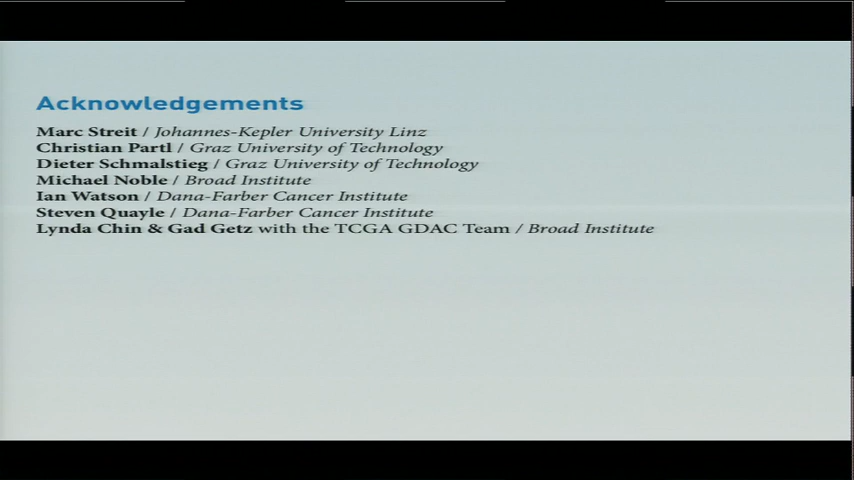 Acknowledgements
Marc Streit / Johannes-Kepler University Linz
Christian Partl / Graz University of Technology
Dieter Schmalstieg / Graz University of Technology
Michael Noble / Broad Institute
Ian Watson / Dana-Farber Cancer Institute
Steven Quayle / Dana-Farber Cancer Institute
Lynda Chin & Gad Getz with the TCGA GDAC Team / Broad Institute